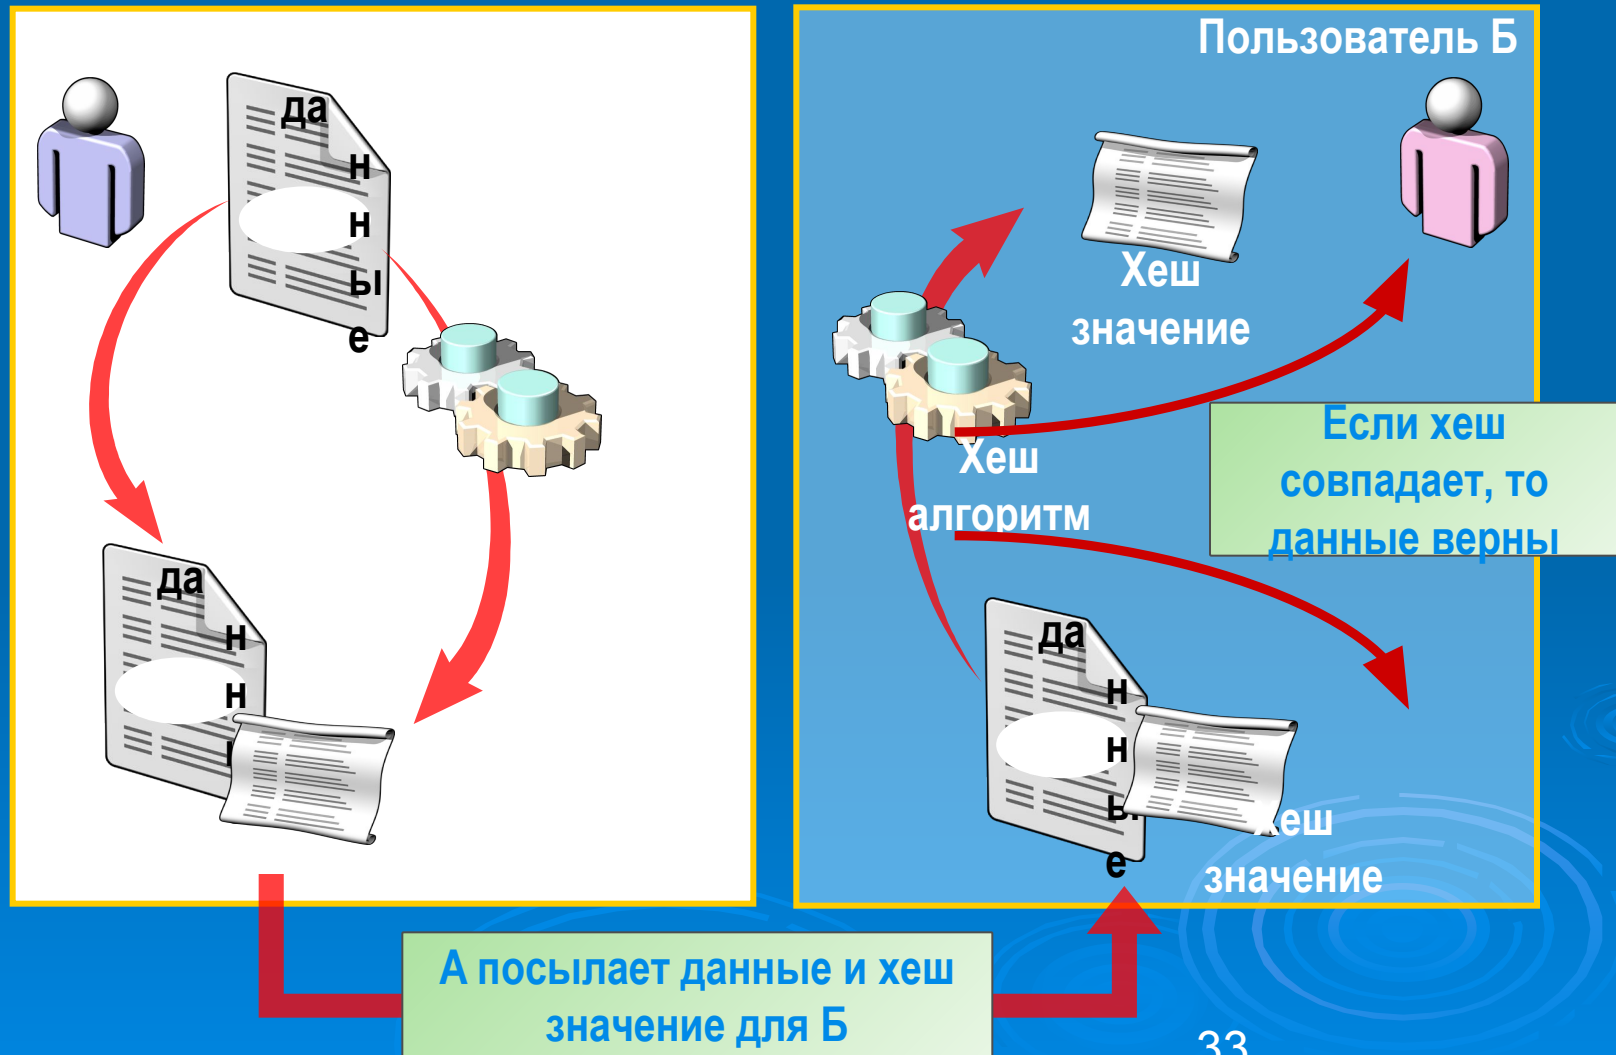 Пользователь Б
да
н
н
ы
е
Хеш
значение
Если хеш
совпадает, то
данные верны
Хеш
алгоритм
да
н
н
да
н
н
ы
е
Хеш
значение
А посылает данные и хеш
значение для Б
33